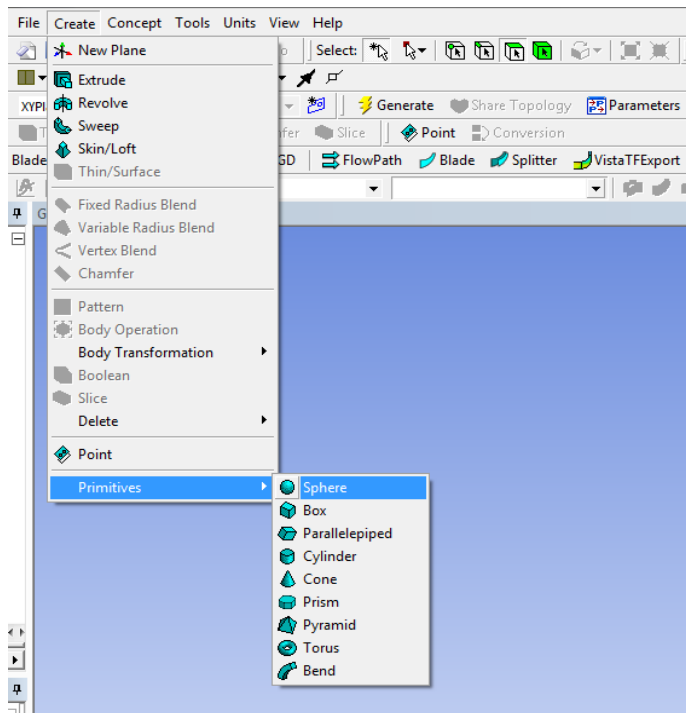 File Create Concept Tools Units View Help
New Plane
Select:
Extrude
Revolve
Generate Share Topology Parameters
Sweep
Slice Point Conversion
Skin/Loft
Blade
GD FlowPath Blade Splitter VistaTFExport
Thin/Surface
Fixed Radius Blend
G
Variable Radius Blend
Vertex Blend
Chamfer
Pattern
Body Operation
Body Transformation
Boolean
Slice
Delete
Point
Primitives
Sphere
Box
Parallelepiped
Cylinder
Cone
Prism
Pyramid
Torus
Bend